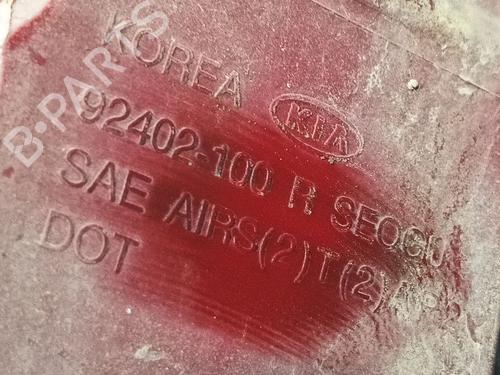 KOREA
KIA
92402-100 R SEOGU
SAE AIRS(2)T(2)
DOT
B-PARTS